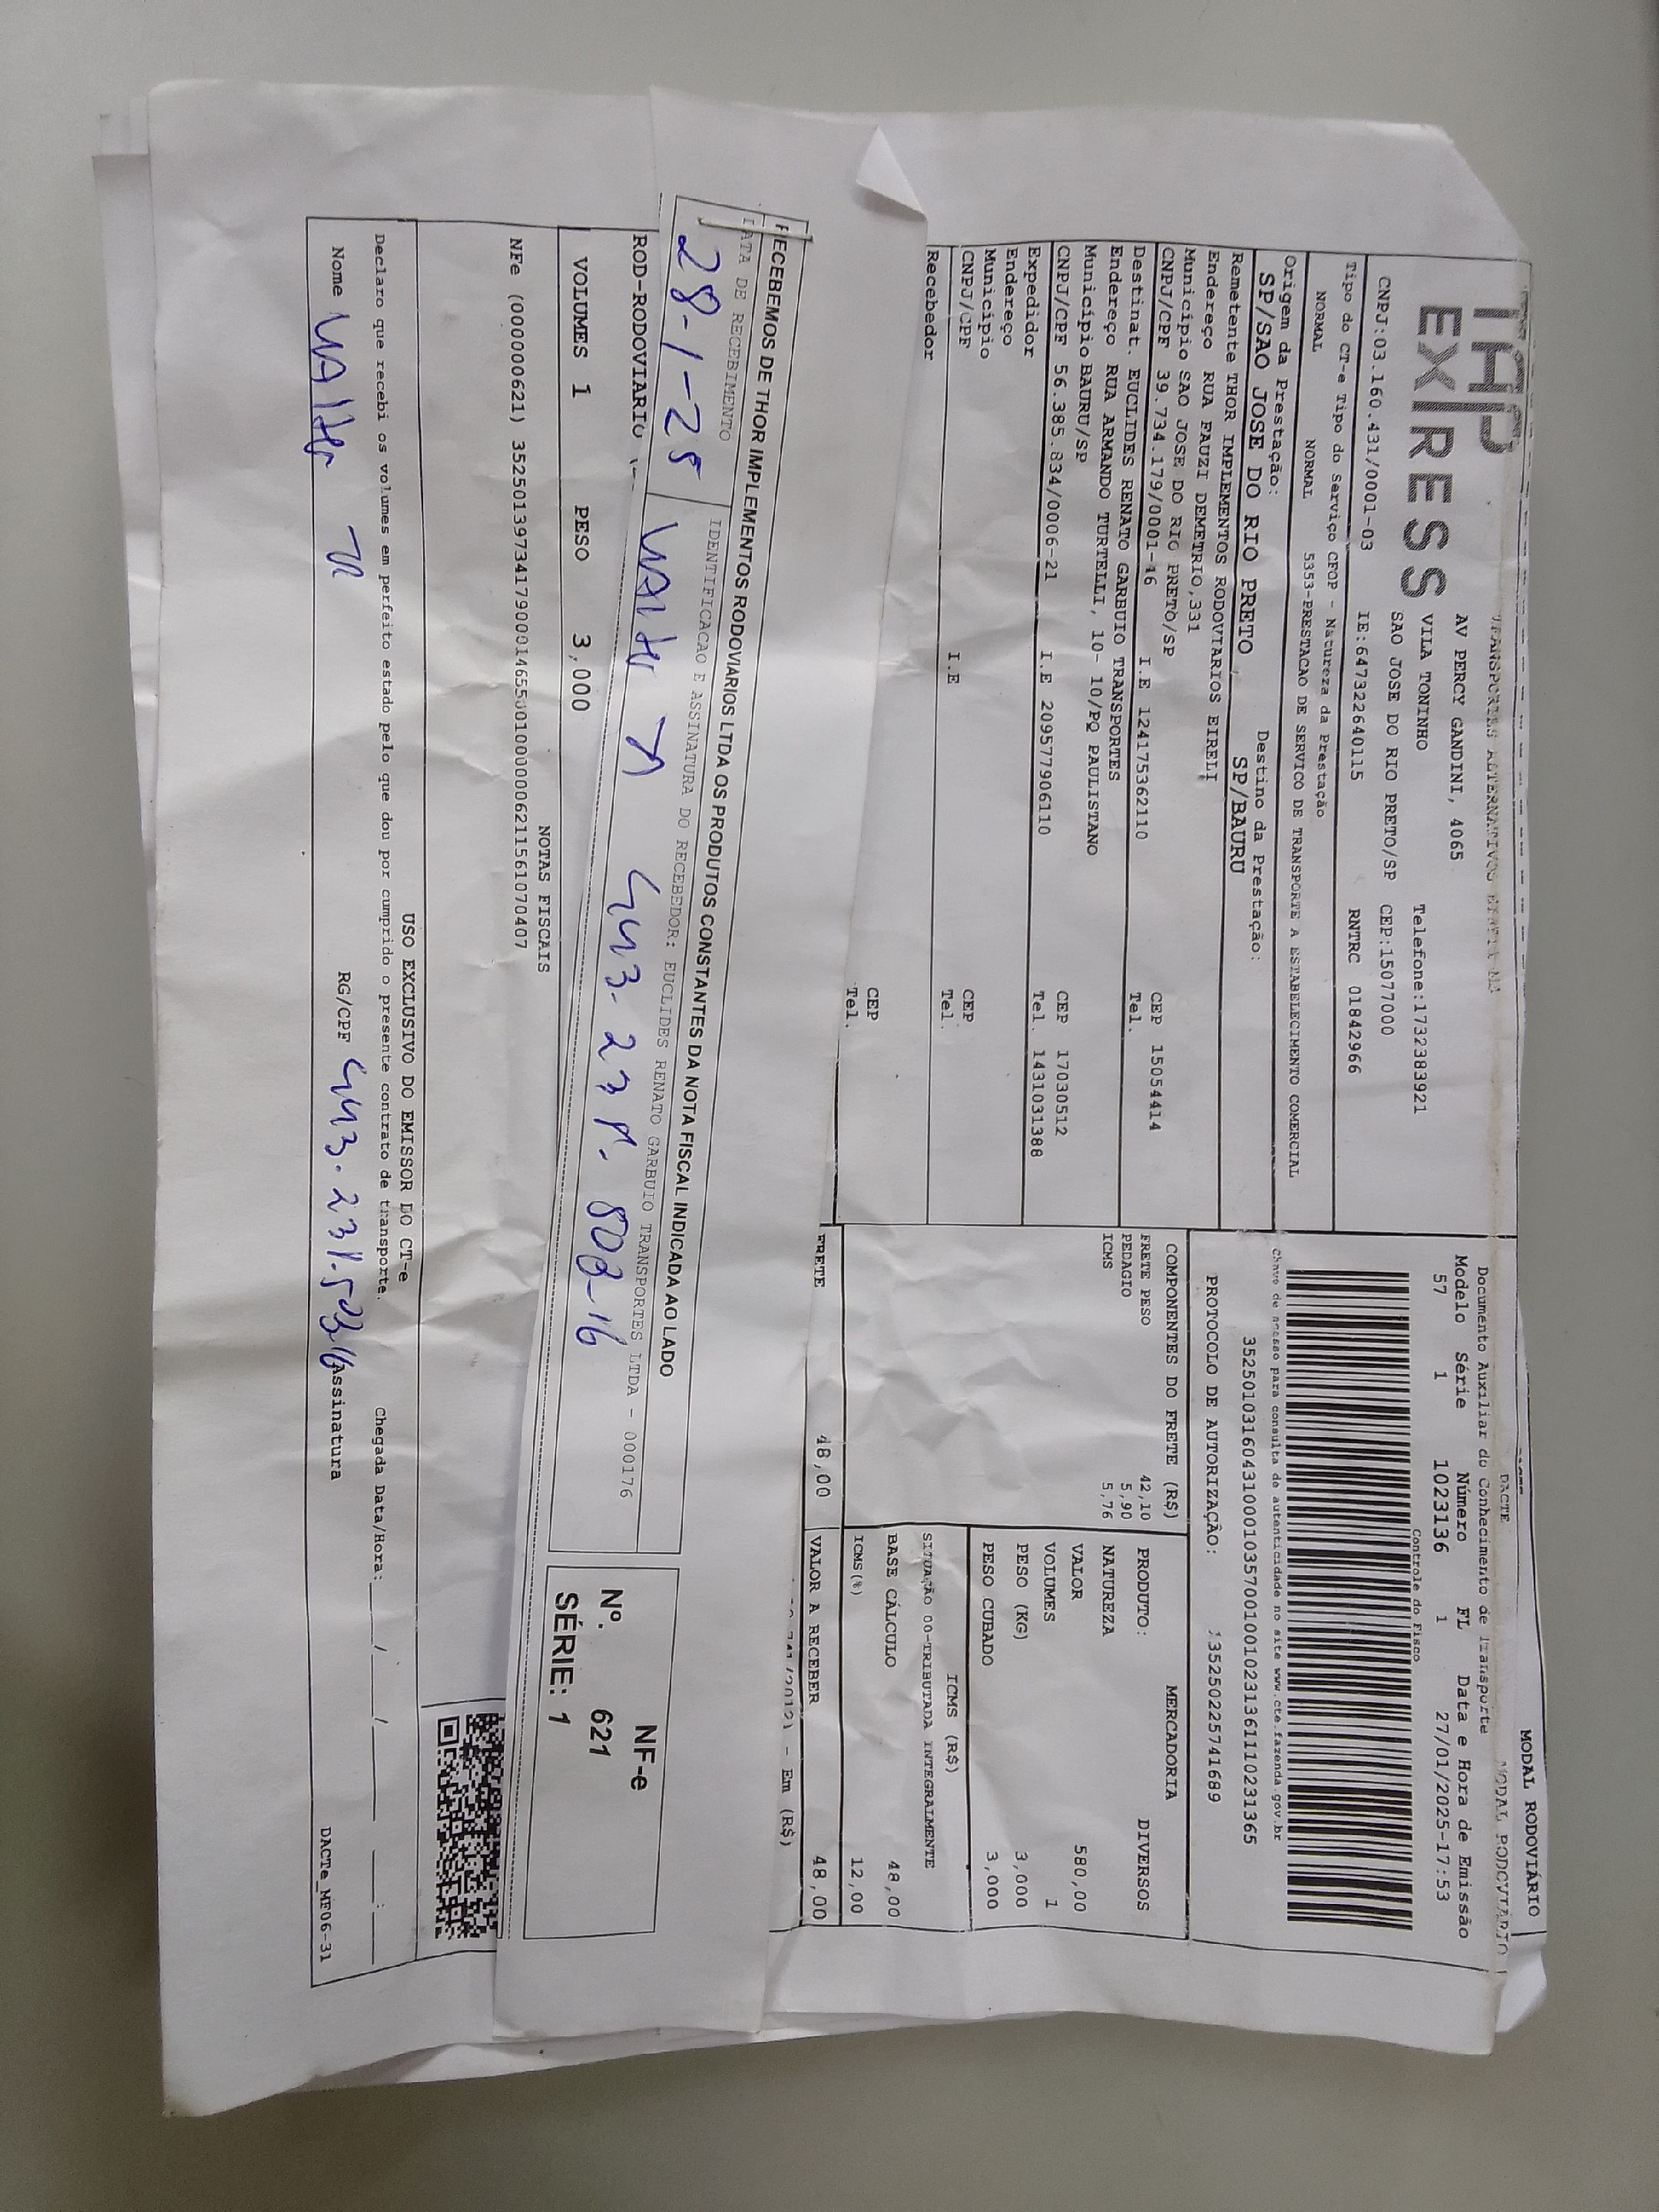 MODAL RODOVIÁRIO
DACTE
MODAL RODOVIÁRIO
EXPRESS
AV PERCY GANDINI, 4065
VILA TONINHO
Telefone:1732383921
SAO JOSE DO RIO PRETO/SP CEP:15077000
CNPJ:03.160.431/0001-03 IE:647322640115 RNTRC 01842966
Documento Auxiliar do Conhecimento de Transporte
Modelo Série Número FL Data e Hora de Emissão
57 1 1023136 1 27/01/2025-17:53
Controle do Fisco
Tipo do CT-e Tipo do Serviço CFOP - Natureza da Prestação
NORMAL NORMAL 5353-PRESTACAO DE SERVICO DE TRANSPORTE A ESTABELECIMENTO COMERCIAL
Chave de acesso para consulta de autenticidade no site www.cte.fazenda.gov.br
35250103160431000103570010010231361110231365
Origem da Prestação: Destino da Prestação:
SP/SAO JOSE DO RIO PRETO SP/BAURU
PROTOCOLO DE AUTORIZAÇÃO: 135250225741689
Remetente THOR IMPLEMENTOS RODOVIARIOS EIRELI
Endereço RUA FAUZI DEMETRIO,331
Município SAO JOSE DO RIO PRETO/SP CEP 15054414
CNPJ/CPF 39.734.179/0001-46 I.E 124175362110 Tel.
Destinat. EUCLIDES RENATO GARBUIO TRANSPORTES
Endereço RUA ARMANDO TURTELLI, 10- 10/PQ PAULISTANO
Município BAURU/SP CEP 17030512
CNPJ/CPF 56.385.834/0006-21 I.E 209577906110 Tel. 1431031388
Expedidor
Endereço
Município CEP
CNPJ/CPF I.E Tel.
Recebedor
CEP
Tel.
COMPONENTES DO FRETE (R$)
FRETE PESO 42,10
PEDAGIO 5,90
ICMS 5,76
MERCADORIA
PRODUTO: DIVERSOS
NATUREZA
VALOR 580,00
VOLUMES 1
PESO (KG) 3,000
PESO CUBADO 3,000
ICMS (R$)
SITUAÇÃO 00-TRIBUTADA INTEGRALMENTE
BASE CÁLCULO 48,00
ICMS(%) 12,00
FRETE 48,00 VALOR A RECEBER 48,00
741/2012) - Em (R$)
RECEBEMOS DE THOR IMPLEMENTOS RODOVIARIOS LTDA OS PRODUTOS CONSTANTES DA NOTA FISCAL INDICADA AO LADO
DATA DE RECEBIMENTO IDENTIFICACAO E ASSINATURA DO RECEBEDOR: EUCLIDES RENATO GARBUIO TRANSPORTES LTDA - 000176
28-1-25
NF-e
Nº. 621
SÉRIE: 1
ROD-RODOVIARIO
VOLUMES 1 PESO 3,000
NOTAS FISCAIS
USO EXCLUSIVO DO EMISSOR DO CT-e
Declaro que recebi os volumes em perfeito estado pelo que dou por cumprido o presente contrato de transporte. Chegada Data/Hora:
Nome RG/CPF Assinatura
DACTe_MF06-31